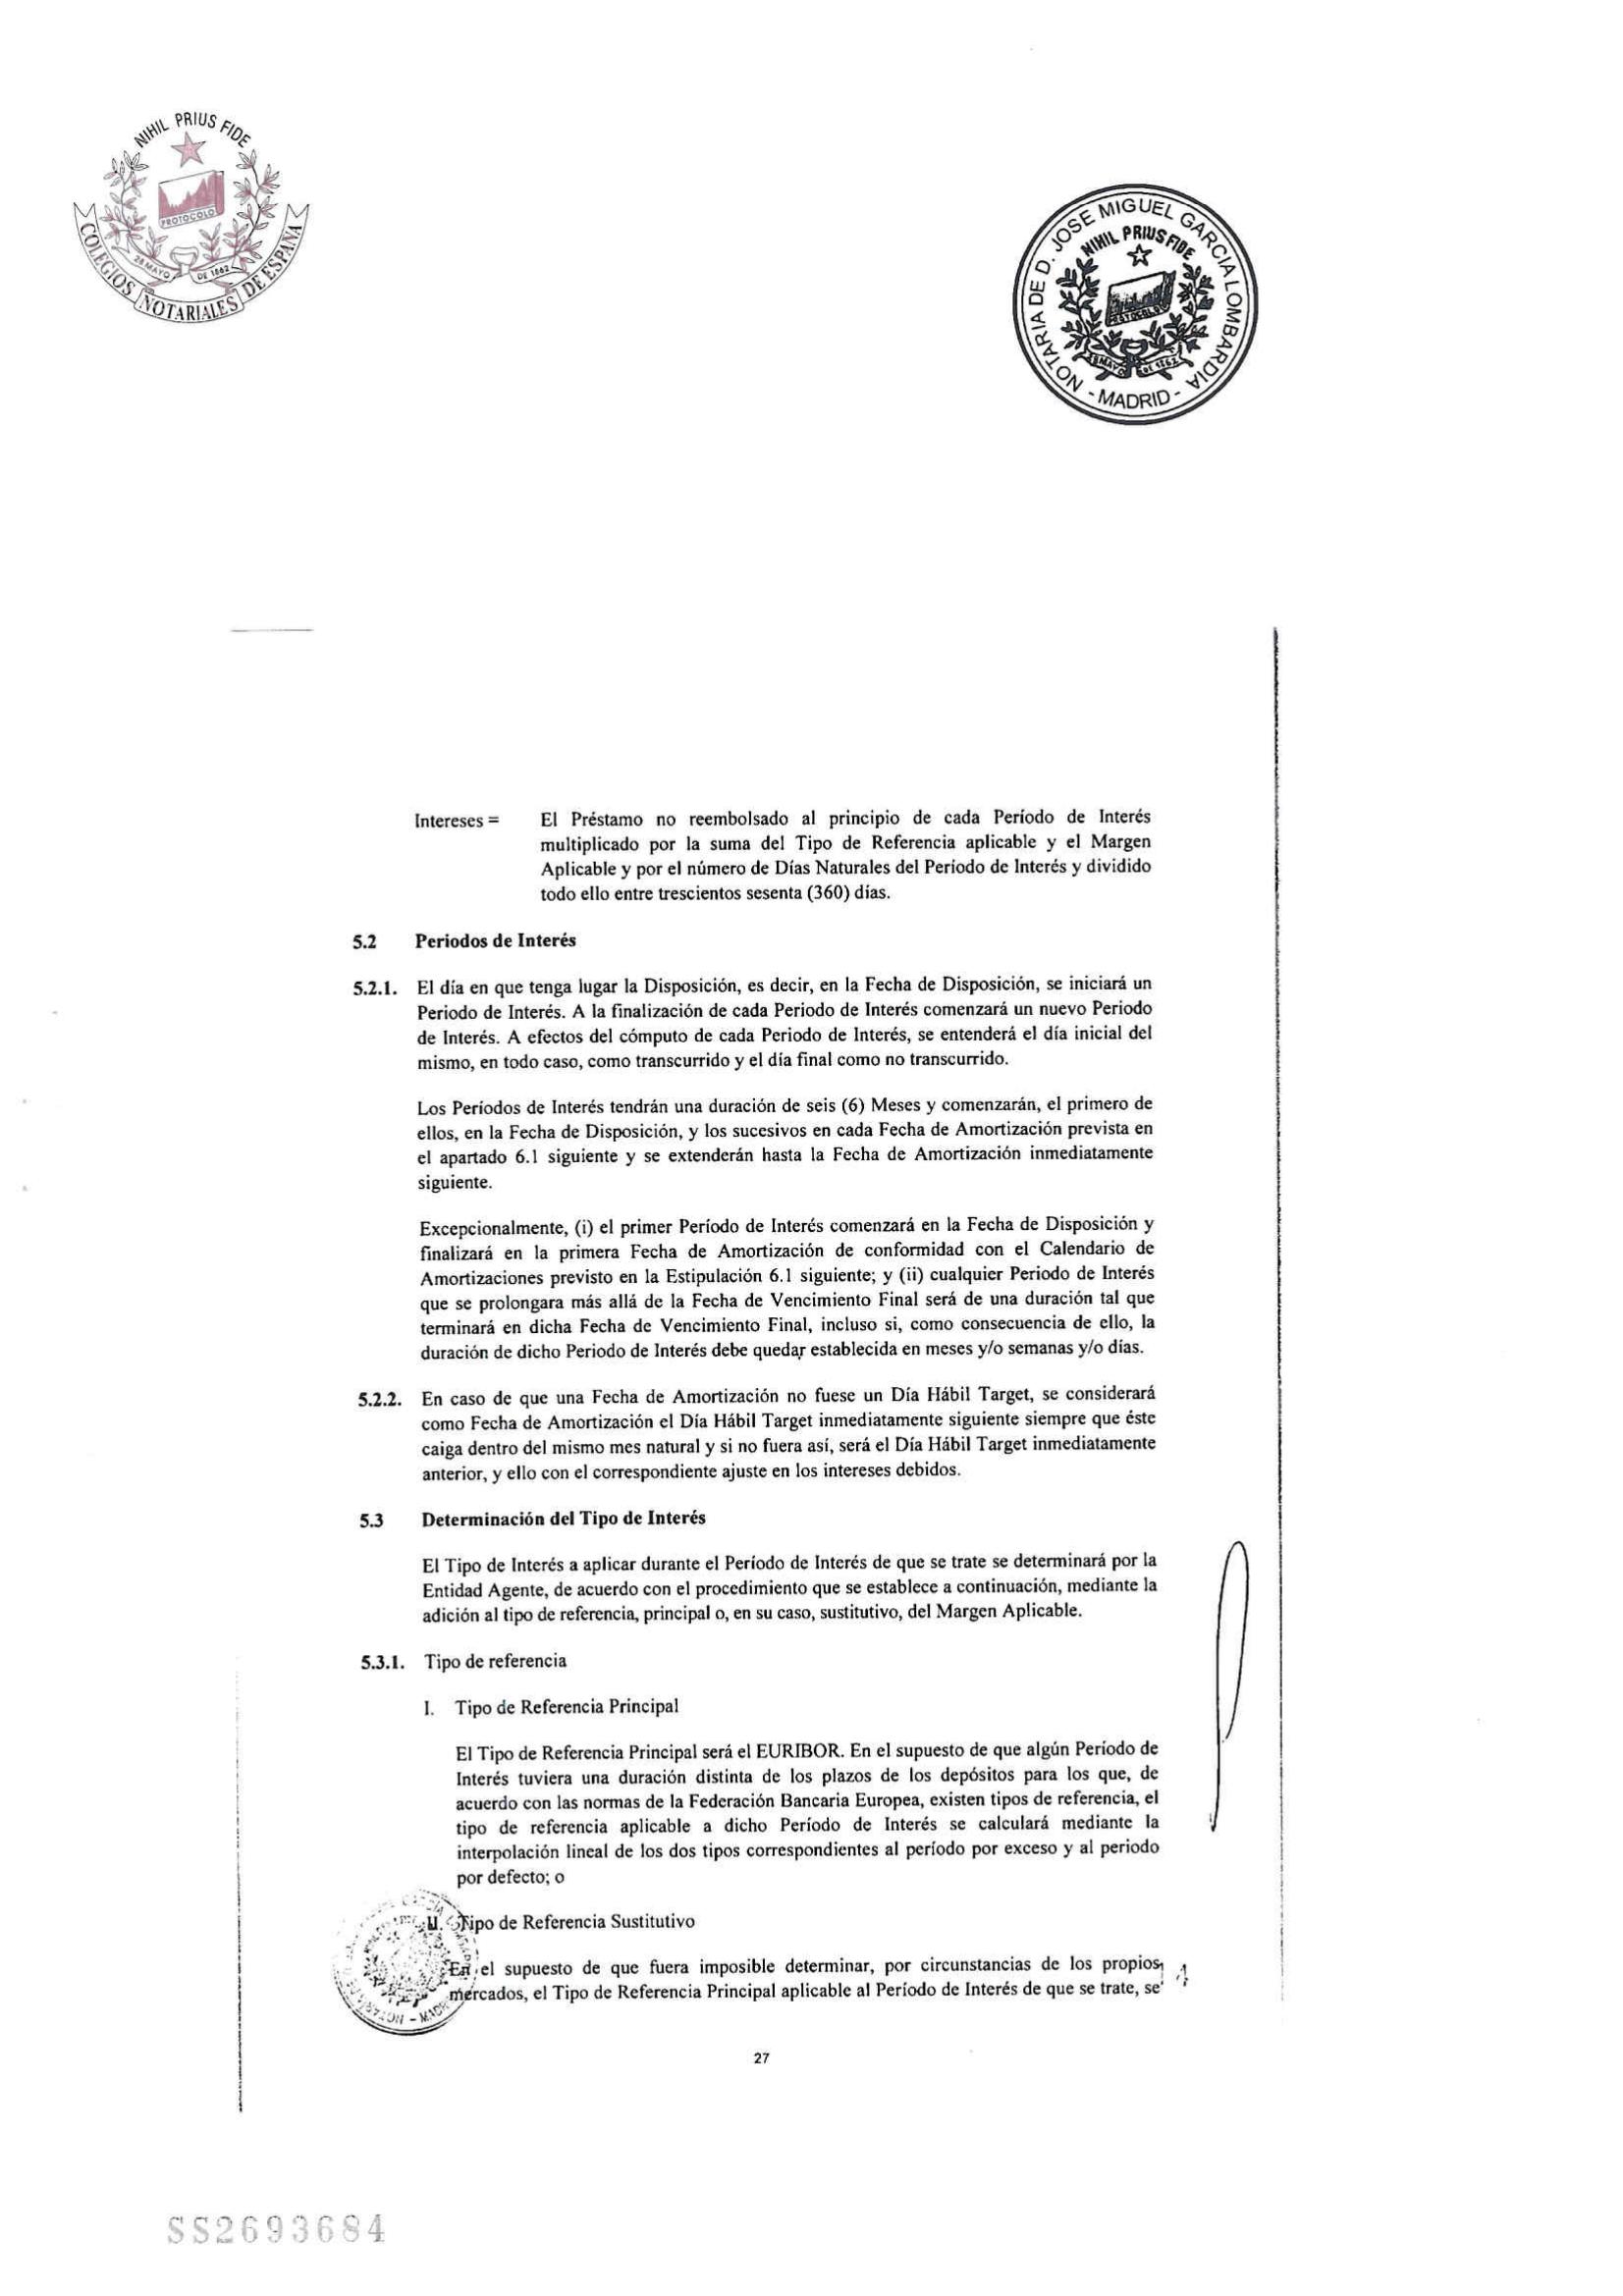 NIHIL PRIUS FIDE
PROTOCOLO
28 MAYO DE 1862
COLEGIOS NOTARIALES DE ESPAÑA
NOTARIA DE D. JOSE MIGUEL GARCIA LOMBARDIA
NIHIL PRIUS FIDE
PROTOCOLO
28 MAYO DE 1862
- MADRID -
Intereses = El Préstamo no reembolsado al principio de cada Período de Interés
multiplicado por la suma del Tipo de Referencia aplicable y el Margen
Aplicable y por el número de Días Naturales del Período de Interés y dividido
todo ello entre trescientos sesenta (360) días.
5.2 Periodos de Interés
5.2.1. El día en que tenga lugar la Disposición, es decir, en la Fecha de Disposición, se iniciará un
Periodo de Interés. A la finalización de cada Periodo de Interés comenzará un nuevo Periodo
de Interés. A efectos del cómputo de cada Periodo de Interés, se entenderá el día inicial del
mismo, en todo caso, como transcurrido y el día final como no transcurrido.
Los Períodos de Interés tendrán una duración de seis (6) Meses y comenzarán, el primero de
ellos, en la Fecha de Disposición, y los sucesivos en cada Fecha de Amortización prevista en
el apartado 6.1 siguiente y se extenderán hasta la Fecha de Amortización inmediatamente
siguiente.
Excepcionalmente, (i) el primer Período de Interés comenzará en la Fecha de Disposición y
finalizará en la primera Fecha de Amortización de conformidad con el Calendario de
Amortizaciones previsto en la Estipulación 6.1 siguiente; y (ii) cualquier Periodo de Interés
que se prolongara más allá de la Fecha de Vencimiento Final será de una duración tal que
terminará en dicha Fecha de Vencimiento Final, incluso si, como consecuencia de ello, la
duración de dicho Periodo de Interés debe quedar establecida en meses y/o semanas y/o días.
5.2.2. En caso de que una Fecha de Amortización no fuese un Día Hábil Target, se considerará
como Fecha de Amortización el Día Hábil Target inmediatamente siguiente siempre que éste
caiga dentro del mismo mes natural y si no fuera así, será el Día Hábil Target inmediatamente
anterior, y ello con el correspondiente ajuste en los intereses debidos.
5.3 Determinación del Tipo de Interés
El Tipo de Interés a aplicar durante el Período de Interés de que se trate se determinará por la
Entidad Agente, de acuerdo con el procedimiento que se establece a continuación, mediante la
adición al tipo de referencia, principal o, en su caso, sustitutivo, del Margen Aplicable.
5.3.1. Tipo de referencia
I. Tipo de Referencia Principal
El Tipo de Referencia Principal será el EURIBOR. En el supuesto de que algún Período de
Interés tuviera una duración distinta de los plazos de los depósitos para los que, de
acuerdo con las normas de la Federación Bancaria Europea, existen tipos de referencia, el
tipo de referencia aplicable a dicho Período de Interés se calculará mediante la
interpolación lineal de los dos tipos correspondientes al período por exceso y al periodo
por defecto; o
II. Tipo de Referencia Sustitutivo
En el supuesto de que fuera imposible determinar, por circunstancias de los propios
mercados, el Tipo de Referencia Principal aplicable al Período de Interés de que se trate, se
27
SS2693684